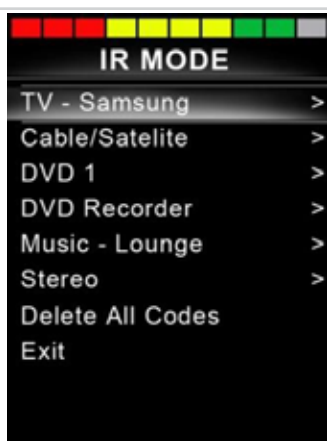 IR MODE
TV - Samsung >
Cable/Satelite >
DVD 1 >
DVD Recorder >
Music - Lounge >
Stereo >
Delete All Codes
Exit